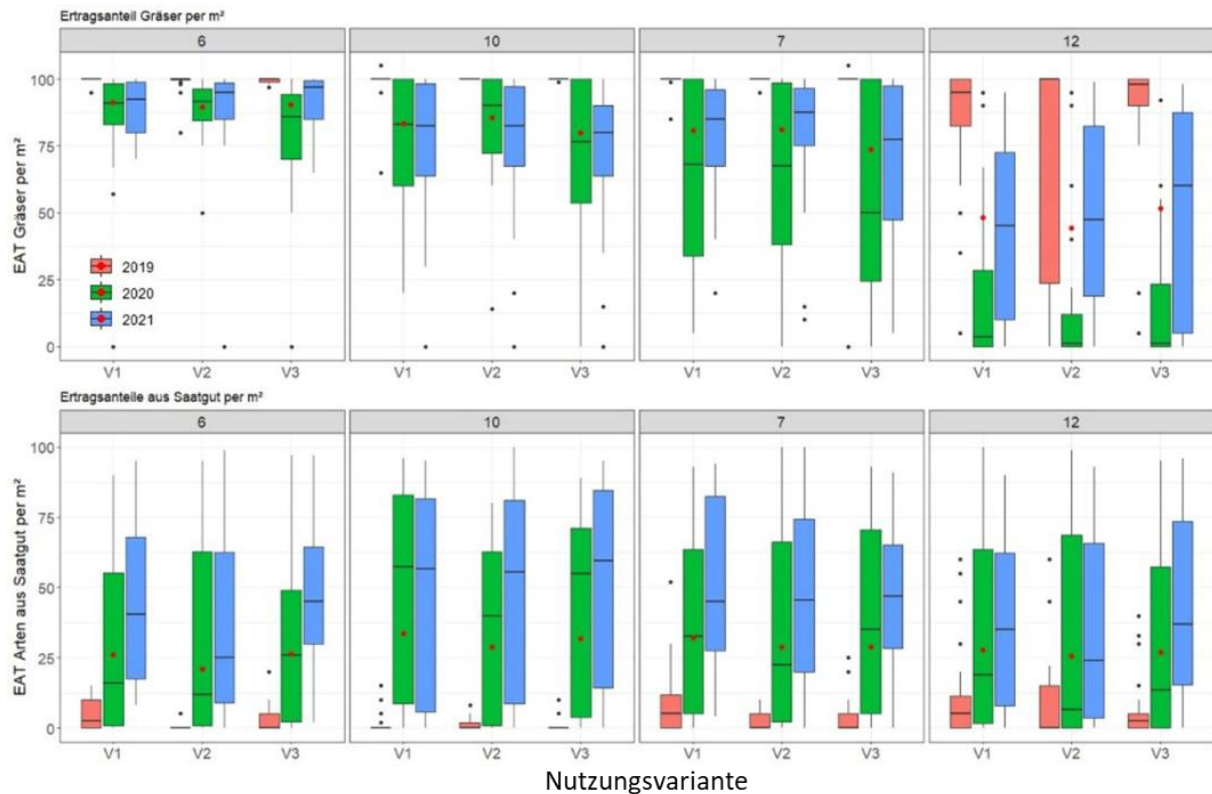 Ertragsanteil Gräser per m²
6 10 7 12
EAT Gräser per m²
100
75
50
25
0
2019
2020
2021
V1 V2 V3 V1 V2 V3 V1 V2 V3 V1 V2 V3
Ertragsanteile aus Saatgut per m²
6 10 7 12
EAT Arten aus Saatgut per m²
100
75
50
25
0
V1 V2 V3 V1 V2 V3 V1 V2 V3 V1 V2 V3
Nutzungsvariante